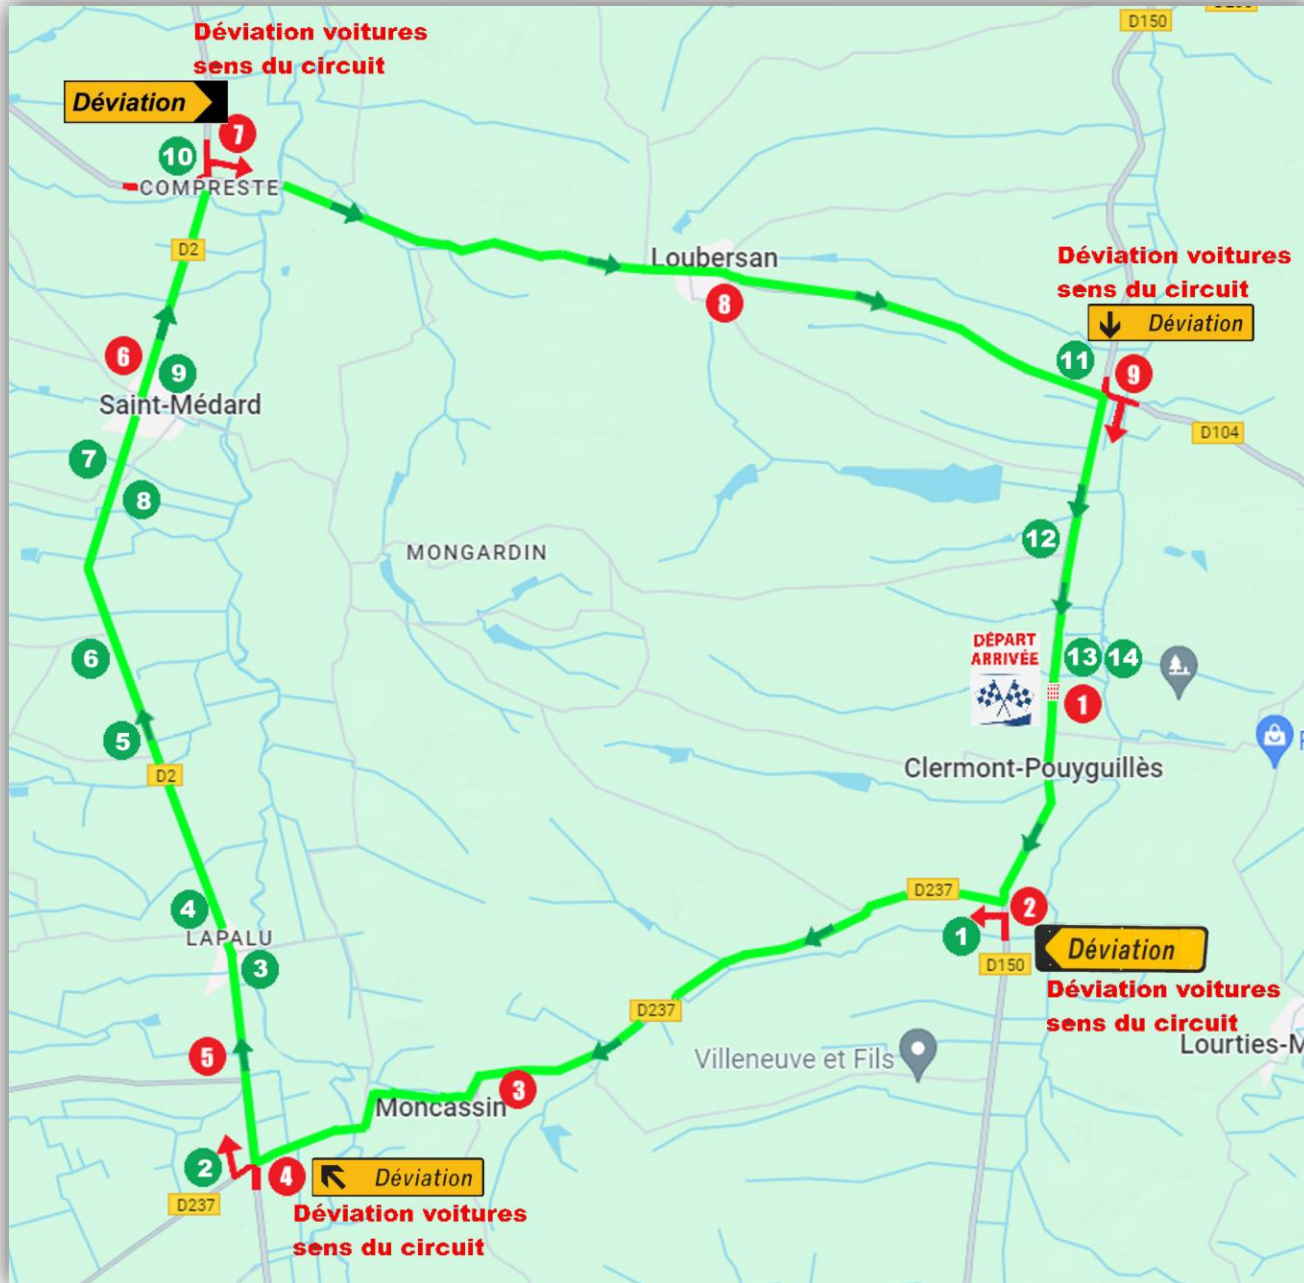 D150
Déviation voitures
sens du circuit
Déviation
7
10
COMPRESTE
D2
Loubersan
8
Déviation voitures
sens du circuit
Déviation
6
9
11
9
Saint-Médard
D104
7
8
12
MONGARDIN
6
DÉPART
ARRIVÉE
13
14
1
5
D2
Clermont-Pouyguillès
4
LAPALU
3
D237
2
1
Déviation
D150
Déviation voitures
sens du circuit
D237
5
Villeneuve et Fils
Lourties-M
3
Moncassin
2
4
Déviation
D237
Déviation voitures
sens du circuit